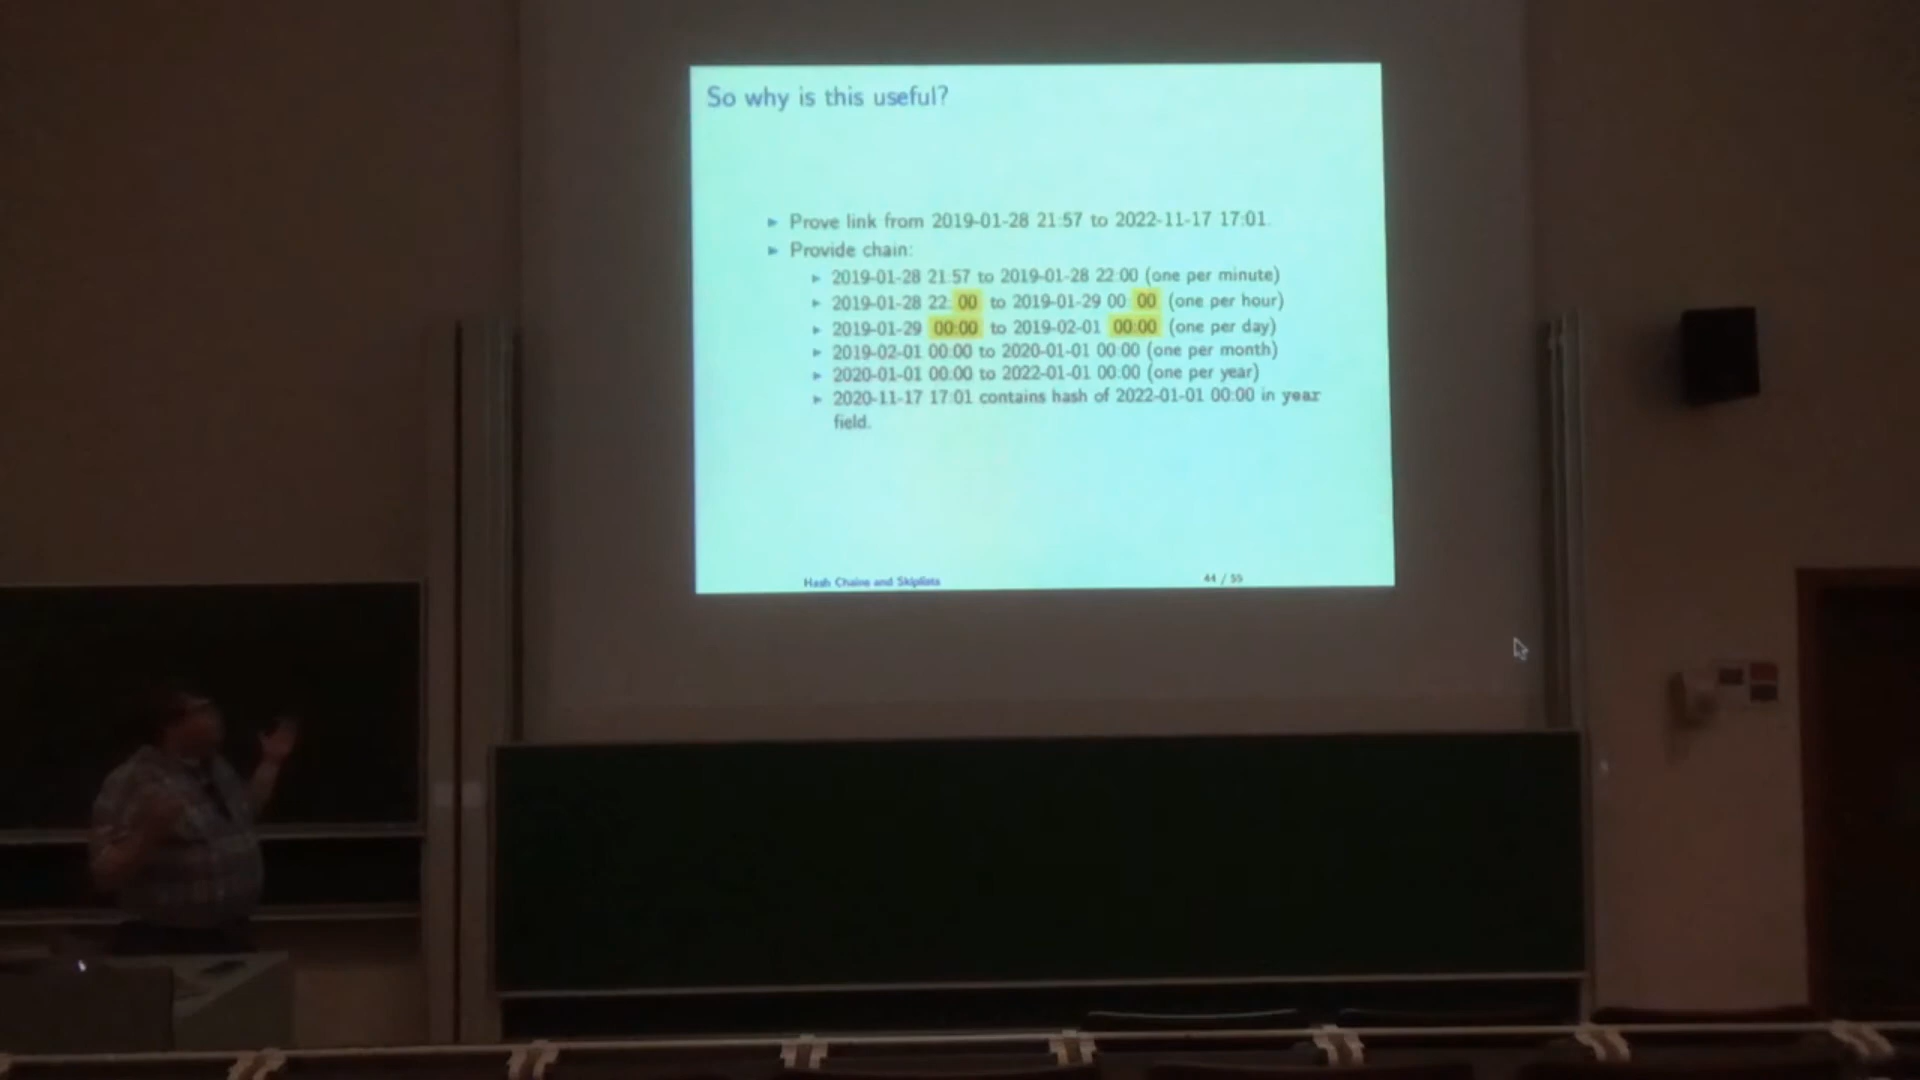 So why is this useful?
► Prove link from 2019-01-28 21:57 to 2022-11-17 17:01.
► Provide chain:
► 2019-01-28 21:57 to 2019-01-28 22:00 (one per minute)
► 2019-01-28 22:00 to 2019-01-29 00:00 (one per hour)
► 2019-01-29 00:00 to 2019-02-01 00:00 (one per day)
► 2019-02-01 00:00 to 2020-01-01 00:00 (one per month)
► 2020-01-01 00:00 to 2022-01-01 00:00 (one per year)
► 2020-11-17 17:01 contains hash of 2022-01-01 00:00 in year
field.
Hash Chains and Skiplists 44 / 55